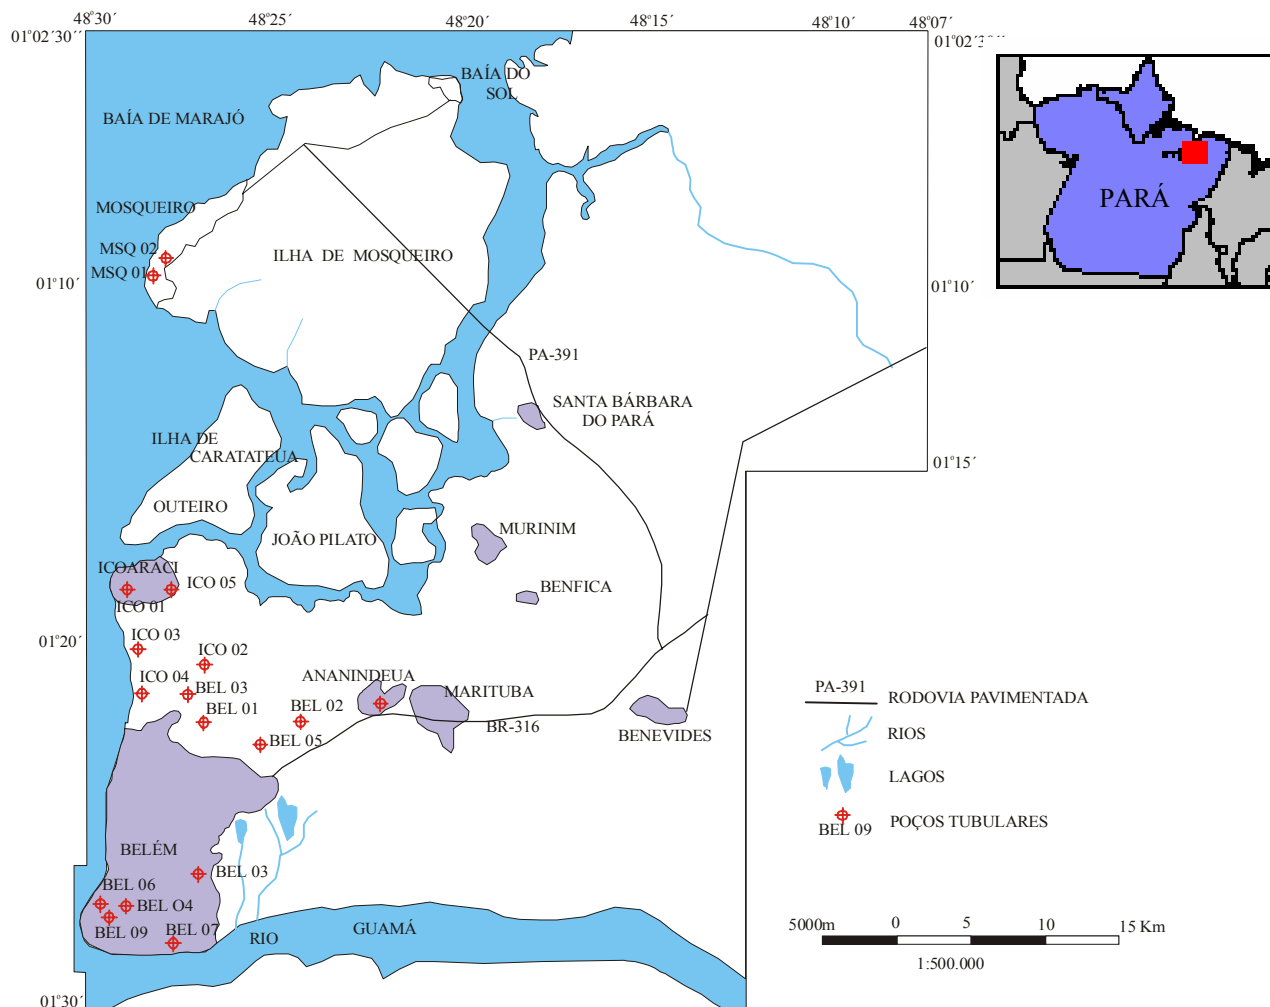 48°30´
48°25´
48°20´
48°15´
48°10´
48°07´
01°02´30´´
01°02´30´´
BAÍA DO
SOL
BAÍA DE MARAJÓ
PARÁ
MOSQUEIRO
MSQ 02
ILHA DE MOSQUEIRO
MSQ 01
01°10´
01°10´
PA-391
SANTA BÁRBARA
DO PARÁ
ILHA DE
CARATATEUA
01°15´
OUTEIRO
MURINIM
JOÃO PILATO
ICOARACI
ICO 05
BENFICA
ICO 01
01°20´
ICO 03
ICO 02
ANANINDEUA
ICO 04
BEL 03
MARITUBA
BEL 01
BEL 02
BR-316
BENEVIDES
BEL 05
PA-391
RODOVIA PAVIMENTADA
RIOS
LAGOS
BEL 09
POÇOS TUBULARES
BELÉM
BEL 03
BEL 06
BEL O4
BEL 09
BEL 07
RIO
GUAMÁ
5000m
0
5
10
15 Km
1:500.000
01°30´